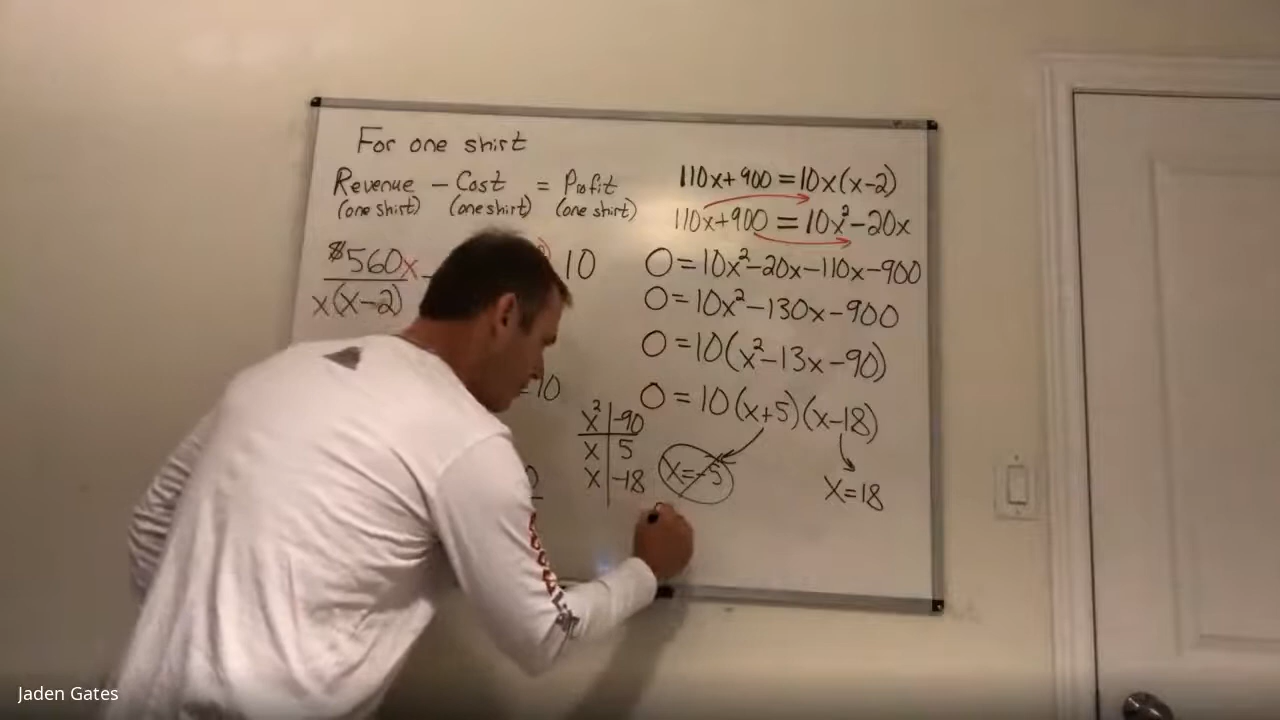 For one shirt
Revenue - Cost = Profit
(one shirt) (one shirt) (one shirt)
$560x
x(x-2)
10
=10
110x+900=10x(x-2)
110x+900=10x²-20x
0=10x²-20x-110x-900
0=10x²-130x-900
0=10(x²-13x-90)
0=10(x+5)(x-18)
x² | -90
x | 5
x | -18
x=-5
x=18
Jaden Gates